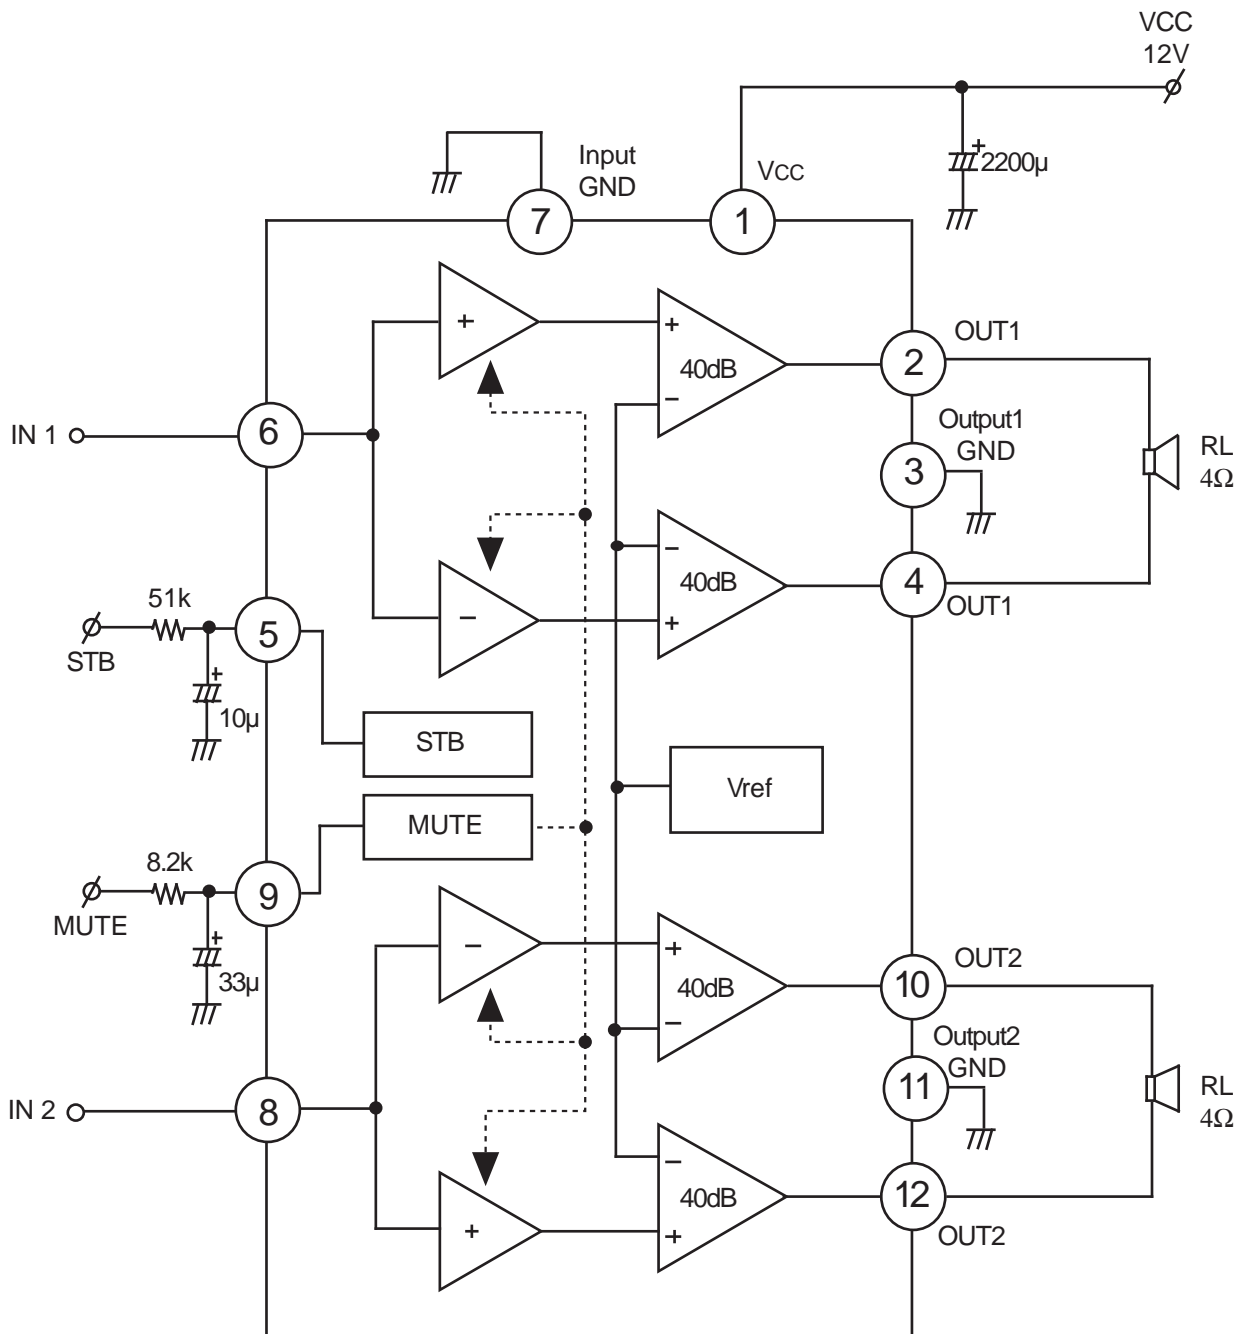 VCC
12V
2200µ
+
Input
GND
VCC
7
1
+
+
40dB
−
OUT1
2
Output1
GND
3
RL
4Ω
IN 1
6
−
−
40dB
+
4
OUT1
51k
5
STB
+
10µ
STB
Vref
MUTE
8.2k
9
MUTE
+
33µ
−
+
40dB
−
OUT2
10
Output2
GND
11
RL
4Ω
IN 2
8
+
−
40dB
+
12
OUT2